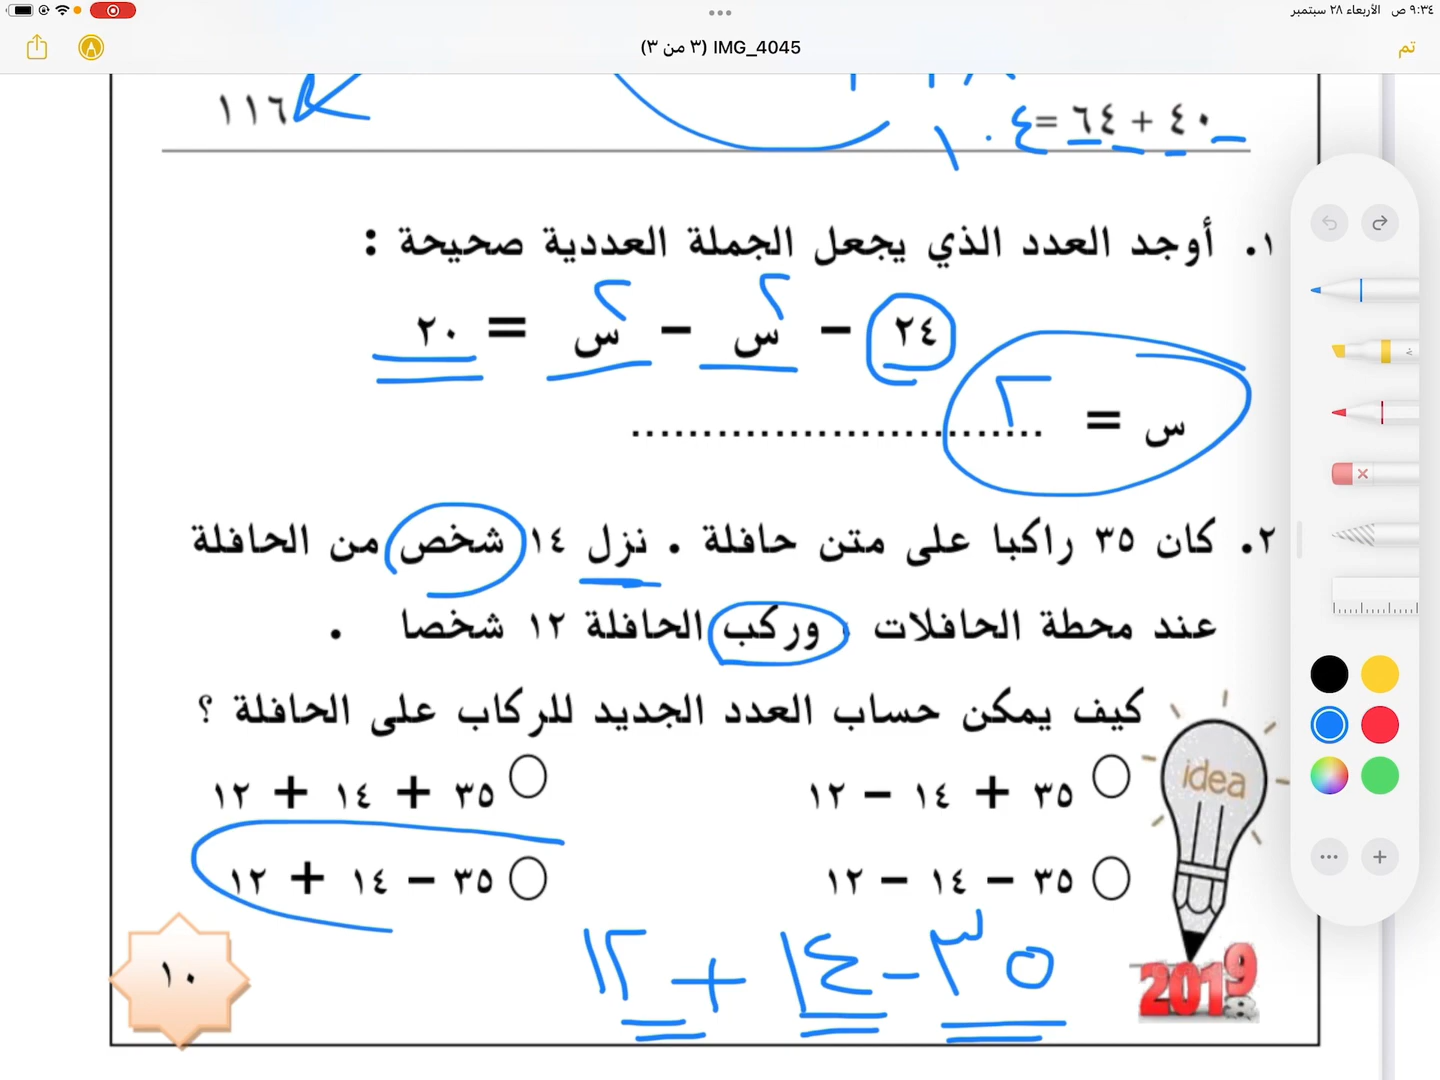 ٩:٣٤ ص الأربعاء ٢٨ سبتمبر
IMG_4045 (٣ من ٣)
تم
٤٠ + ٦٤ = ١٠٤
١١٦
١. أوجد العدد الذي يجعل الجملة العددية صحيحة :
٢ ٢
٢٤ − س − س = ٢٠
س = ٢ ..............................
٢. كان ٣٥ راكبا على متن حافلة . نزل ١٤ شخص من الحافلة
عند محطة الحافلات ، وركب الحافلة ١٢ شخصا .
كيف يمكن حساب العدد الجديد للركاب على الحافلة ؟
٣٥ + ١٤ − ١٢
٣٥ + ١٤ + ١٢
٣٥ − ١٤ − ١٢
٣٥ − ١٤ + ١٢
idea
٣٥ − ١٤ + ١٢
2019
8
١٠